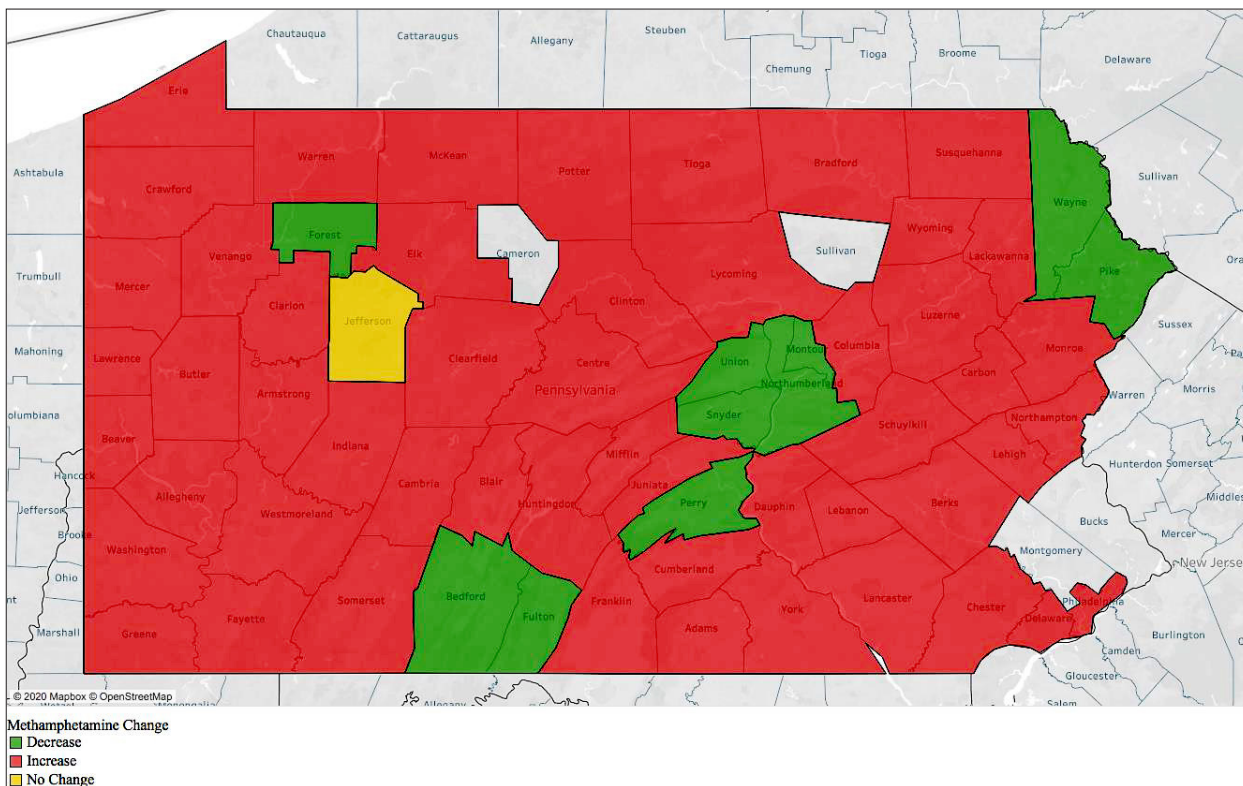 Chautauqua
Cattaraugus
Allegany
Steuben
Tioga
Broome
Chemung
Delaware
Erie
Ashtabula
Warren
McKean
Potter
Tioga
Bradford
Susquehanna
Crawford
Sullivan
Wayne
Forest
Venango
Elk
Cameron
Sullivan
Wyoming
Lackawanna
Trumbull
Mercer
Lycoming
Pike
Clarion
Clinton
Luzerne
Jefferson
Sussex
Mahoning
Lawrence
Butler
Clearfield
Centre
Union
Montou
Columbia
Monroe
Carbon
Morris
Armstrong
Pennsylvania
Northumberland
Warren
olumbiana
Snyder
Northampton
Schuylkill
Beaver
Indiana
Mifflin
Lehigh
Hunterdon
Somerset
Hancock
Allegheny
Cambria
Blair
Huntingdon
Juniata
Perry
Dauphin
Lebanon
Berks
Middles
Jefferson
Westmoreland
Bucks
Brooke
Mercer
Washington
Montgomery
New Jersey
Ohio
Cumberland
Somerset
Bedford
Fulton
Franklin
Lancaster
Chester
Philadelphia
Marshall
Greene
Fayette
Adams
York
Delaware
Burlington
Camden
Gloucester
Salem
© 2020 Mapbox © OpenStreetMap
Allegany
Methamphetamine Change
Decrease
Increase
No Change